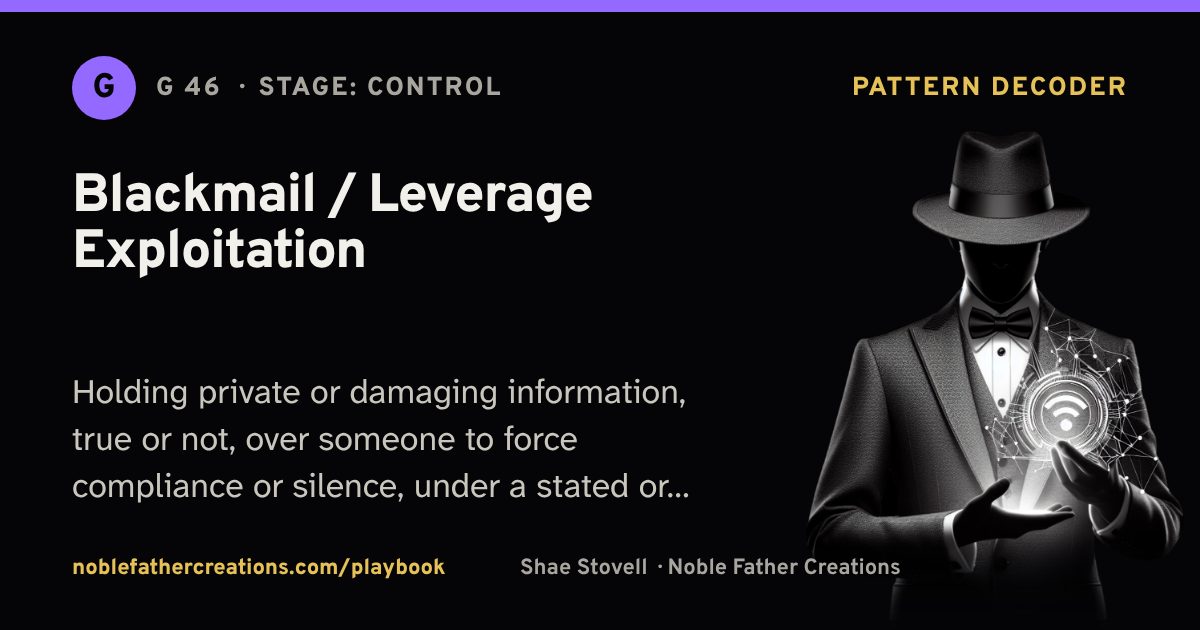 G
G 46 · STAGE: CONTROL
PATTERN DECODER
Blackmail / Leverage
Exploitation
Holding private or damaging information,
true or not, over someone to force
compliance or silence, under a stated or...
noblefathercreations.com/playbook
Shae Stovell · Noble Father Creations